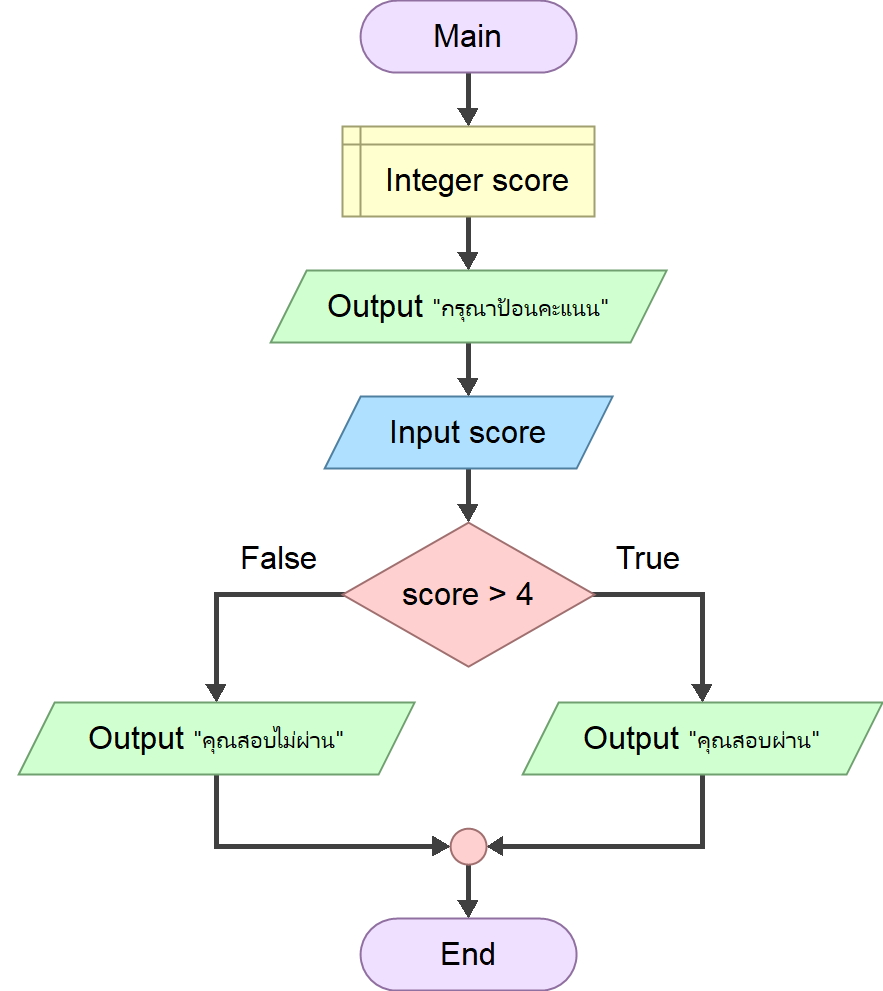 Main
Integer score
Output "กรุณาป้อนคะแนน"
Input score
False
True
score > 4
Output "คุณสอบไม่ผ่าน"
Output "คุณสอบผ่าน"
End